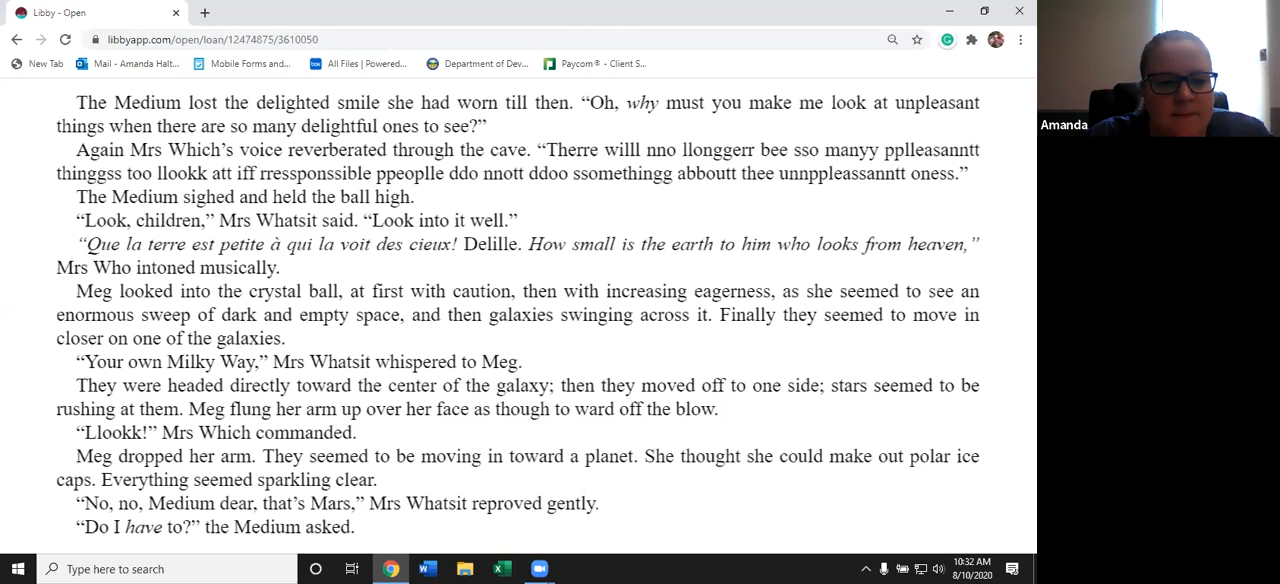 Libby - Open
libbyapp.com/open/loan/12474875/3610050
New Tab Mail - Amanda Halt... Mobile Forms and... box All Files | Powered... Department of Dev... Paycom® - Client S...
The Medium lost the delighted smile she had worn till then. “Oh, why must you make me look at unpleasant
things when there are so many delightful ones to see?”
Again Mrs Which’s voice reverberated through the cave. “Therre willl nno llonggerr bee sso manyy pplleasanntt
thinggss too llookk att iff rresponssible ppeoplle ddo nnott ddoo ssomethingg abboutt thee unnppleassanntt oness.”
The Medium sighed and held the ball high.
“Look, children,” Mrs Whatsit said. “Look into it well.”
“Que la terre est petite à qui la voit des cieux! Delille. How small is the earth to him who looks from heaven,”
Mrs Who intoned musically.
Meg looked into the crystal ball, at first with caution, then with increasing eagerness, as she seemed to see an
enormous sweep of dark and empty space, and then galaxies swinging across it. Finally they seemed to move in
closer on one of the galaxies.
“Your own Milky Way,” Mrs Whatsit whispered to Meg.
They were headed directly toward the center of the galaxy; then they moved off to one side; stars seemed to be
rushing at them. Meg flung her arm up over her face as though to ward off the blow.
“Llookk!” Mrs Which commanded.
Meg dropped her arm. They seemed to be moving in toward a planet. She thought she could make out polar ice
caps. Everything seemed sparkling clear.
“No, no, Medium dear, that’s Mars,” Mrs Whatsit reproved gently.
“Do I have to?” the Medium asked.
Type here to search
10:32 AM
8/10/2020
Amanda